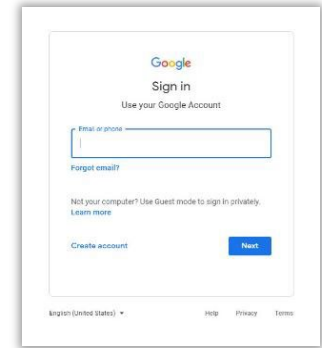 Google
Sign in
Use your Google Account
Email or phone
Forgot email?
Not your computer? Use Guest mode to sign in privately.
Learn more
Create account
Next
English (United States)
Help
Privacy
Terms